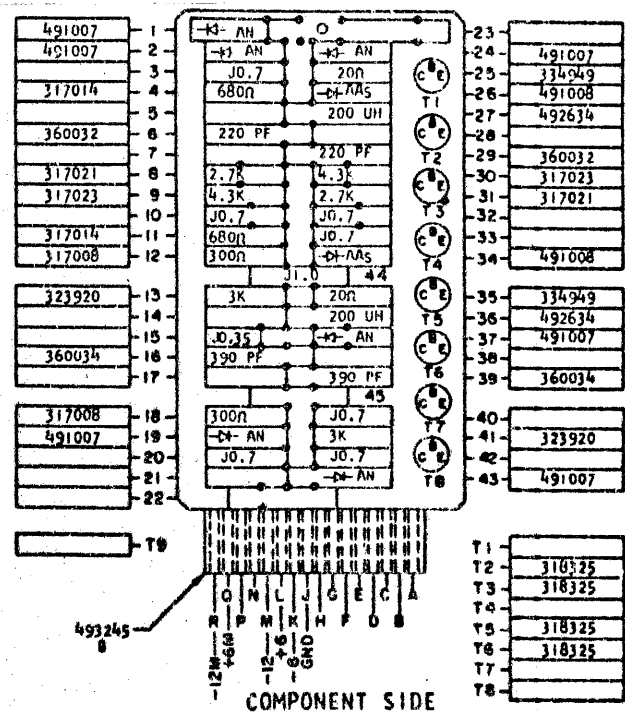 491007 - 1 - AN - 23 -
491007 - 2 - AN AN - 24 - 491007
- 3 - J0.7 20Ω - 25 - 334949
317014 - 4 - 680Ω AAs - 26 - 491008
- 5 - 200 UH - 27 - 492634
360032 - 6 - 220 PF - 28 -
- 7 - 220 PF - 29 - 360032
317021 - 8 - 2.7K 4.3K - 30 - 317023
317023 - 9 - 4.3K 2.7K - 31 - 317021
- 10 - J0.7 J0.7 - 32 -
317014 - 11 - 680Ω J0.7 - 33 -
317008 - 12 - 300Ω AAs - 34 - 491008
J1.0 44
323920 - 13 - 3K 20Ω - 35 - 334949
- 14 - 200 UH - 36 - 492634
- 15 - J0.35 AN - 37 - 491007
360034 - 16 - 390 PF - 38 -
- 17 - 390 PF - 39 - 360034
45
317008 - 18 - 300Ω J0.7 - 40 -
491007 - 19 - AN 3K - 41 - 323920
- 20 - J0.7 J0.7 - 42 -
- 21 - AN - 43 - 491007
- 22 -
C B E T1
C B E T2
C B E T3
C B E T4
C B E T5
C B E T6
C B E T7
C B E T8
- T9
T1
T2 318325
T3 318325
T4
T5 318325
T6 318325
T7
T8
Q N L J G E C A
R P M K H F D B
-12M +6M -12 +6 -6 GND
493245
COMPONENT SIDE